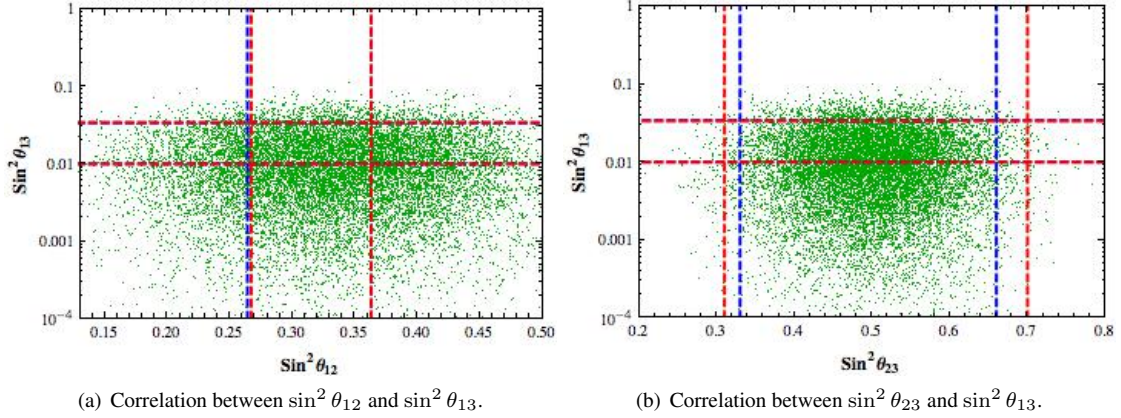 1
0.1
0.01
0.001
10⁻⁴
Sin² θ₁₃
0.15 0.20 0.25 0.30 0.35 0.40 0.45 0.50
Sin² θ₁₂
(a) Correlation between sin² θ₁₂ and sin² θ₁₃.
1
0.1
0.01
0.001
10⁻⁴
Sin² θ₁₃
0.2 0.3 0.4 0.5 0.6 0.7 0.8
Sin² θ₂₃
(b) Correlation between sin² θ₂₃ and sin² θ₁₃.